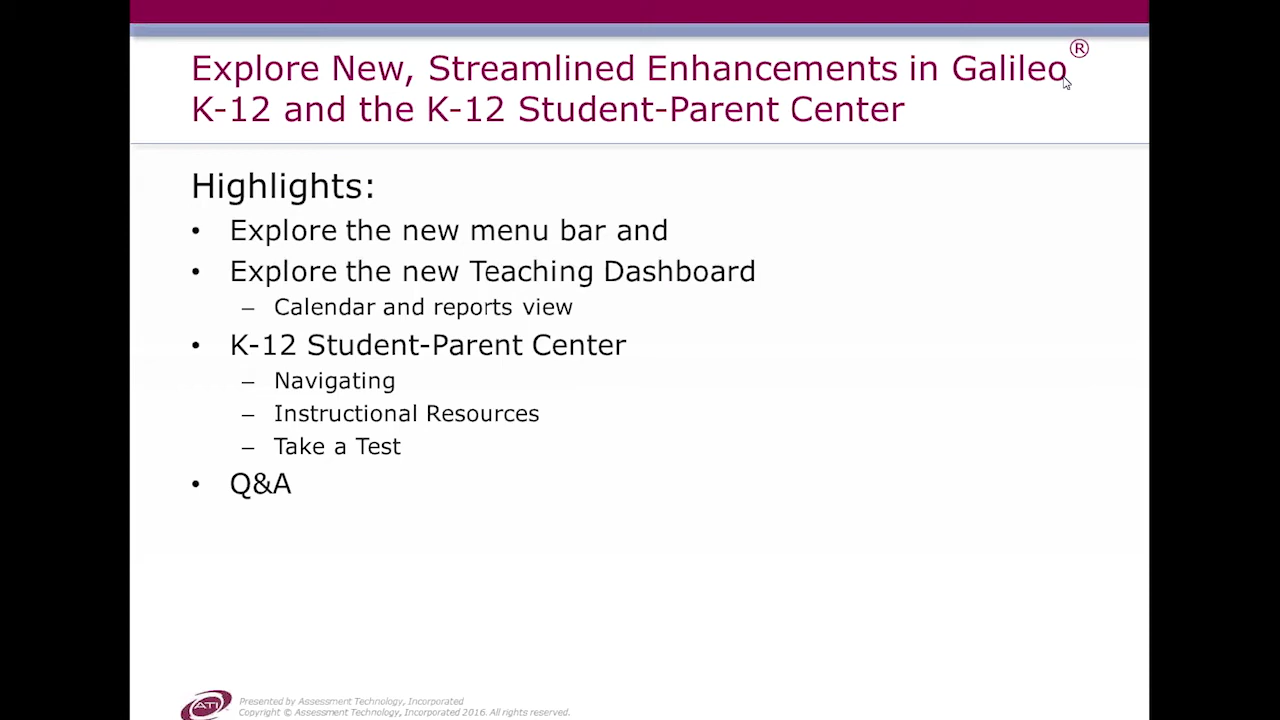 Explore New, Streamlined Enhancements in Galileo®
K-12 and the K-12 Student-Parent Center
Highlights:
• Explore the new menu bar and
• Explore the new Teaching Dashboard
– Calendar and reports view
• K-12 Student-Parent Center
– Navigating
– Instructional Resources
– Take a Test
• Q&A
ATI
Presented by Assessment Technology, Incorporated
Copyright © Assessment Technology, Incorporated 2016. All rights reserved.